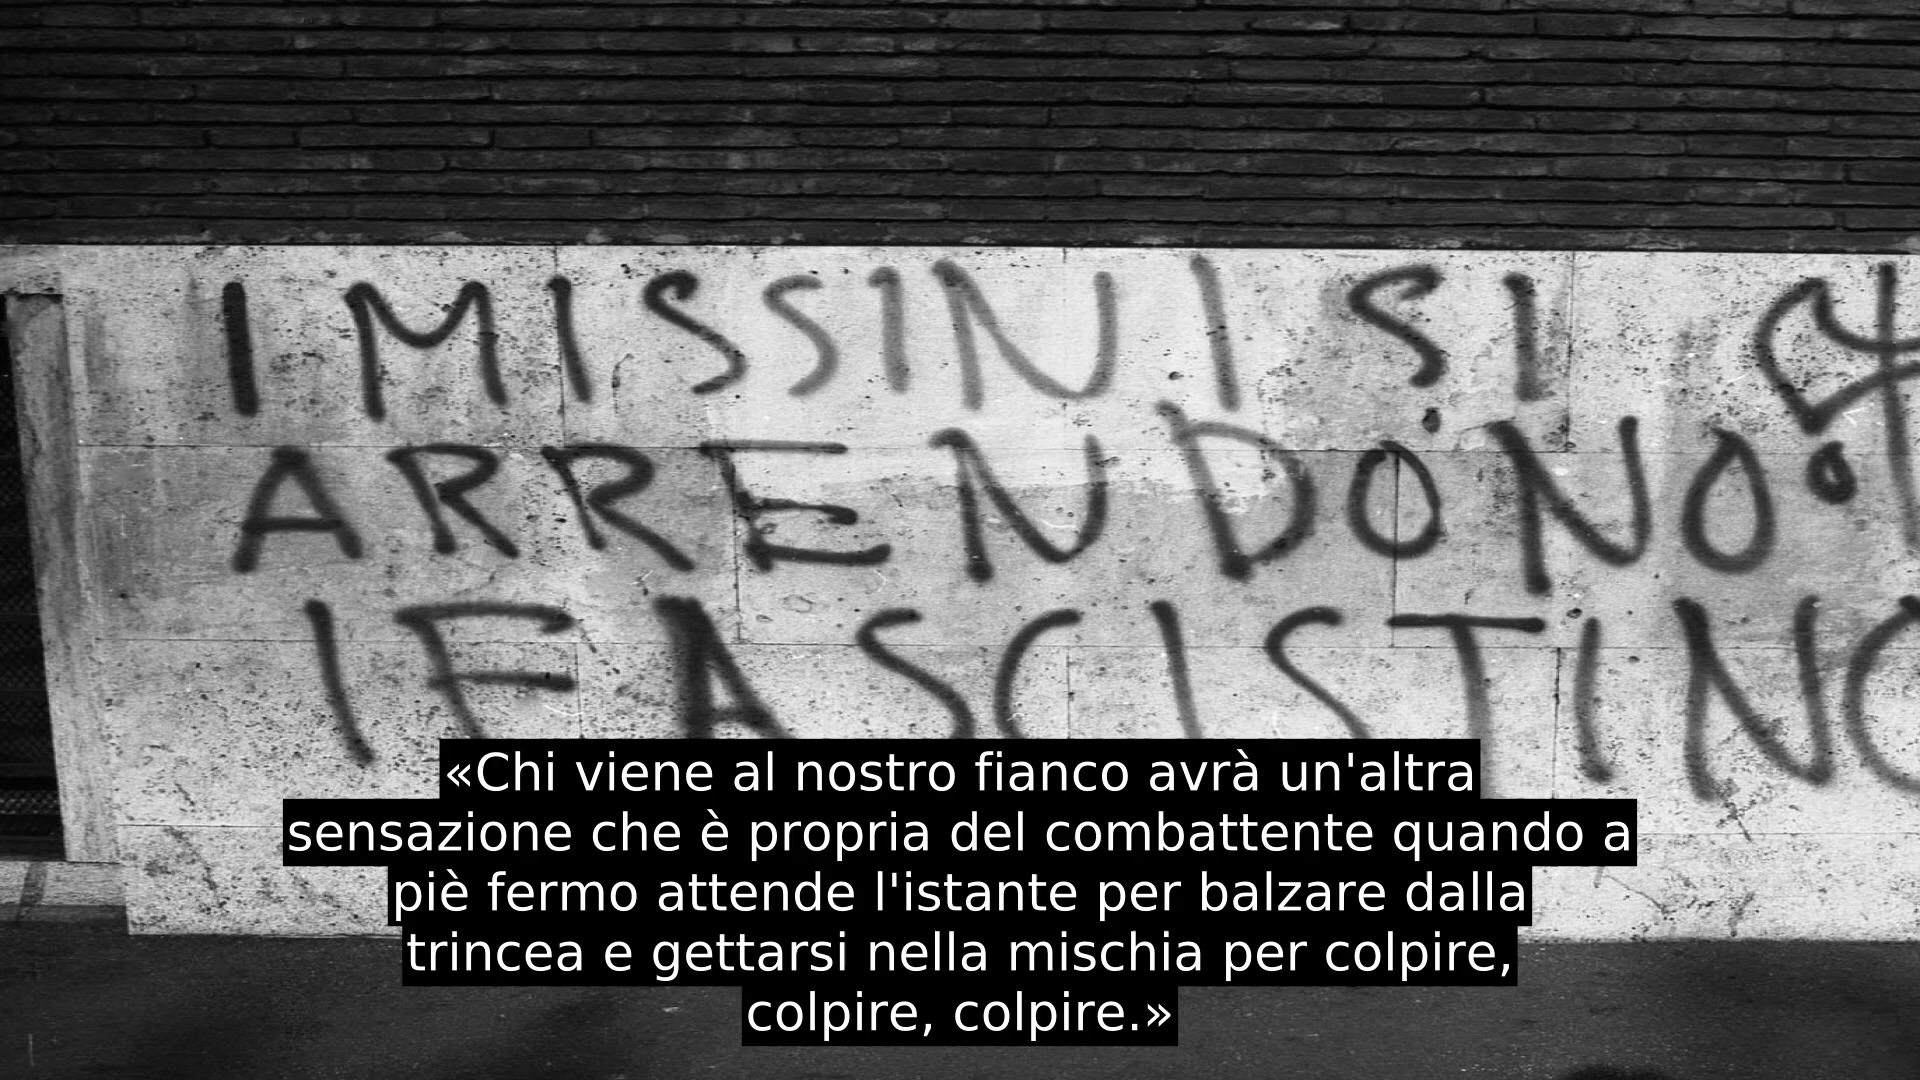 I MISSINI SI
ARRENDONO.
I FASCISTI NO
«Chi viene al nostro fianco avrà un'altra
sensazione che è propria del combattente quando a
piè fermo attende l'istante per balzare dalla
trincea e gettarsi nella mischia per colpire,
colpire, colpire.»